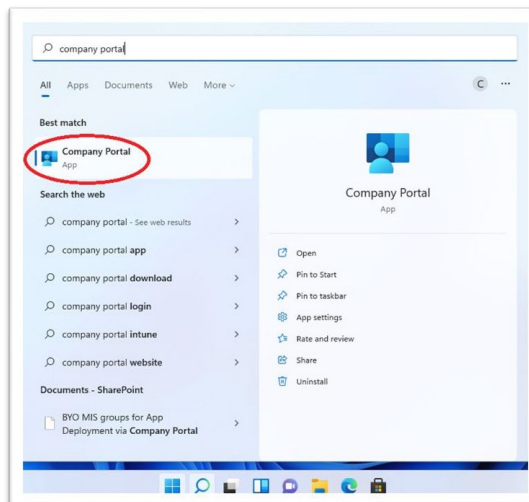 company portal
All Apps Documents Web More
C ...
Best match
Company Portal
App
Search the web
company portal - See web results
company portal app
company portal download
company portal login
company portal intune
company portal website
Documents - SharePoint
BYO MIS groups for App
Deployment via Company Portal
Company Portal
App
Open
Pin to Start
Pin to taskbar
App settings
Rate and review
Share
Uninstall